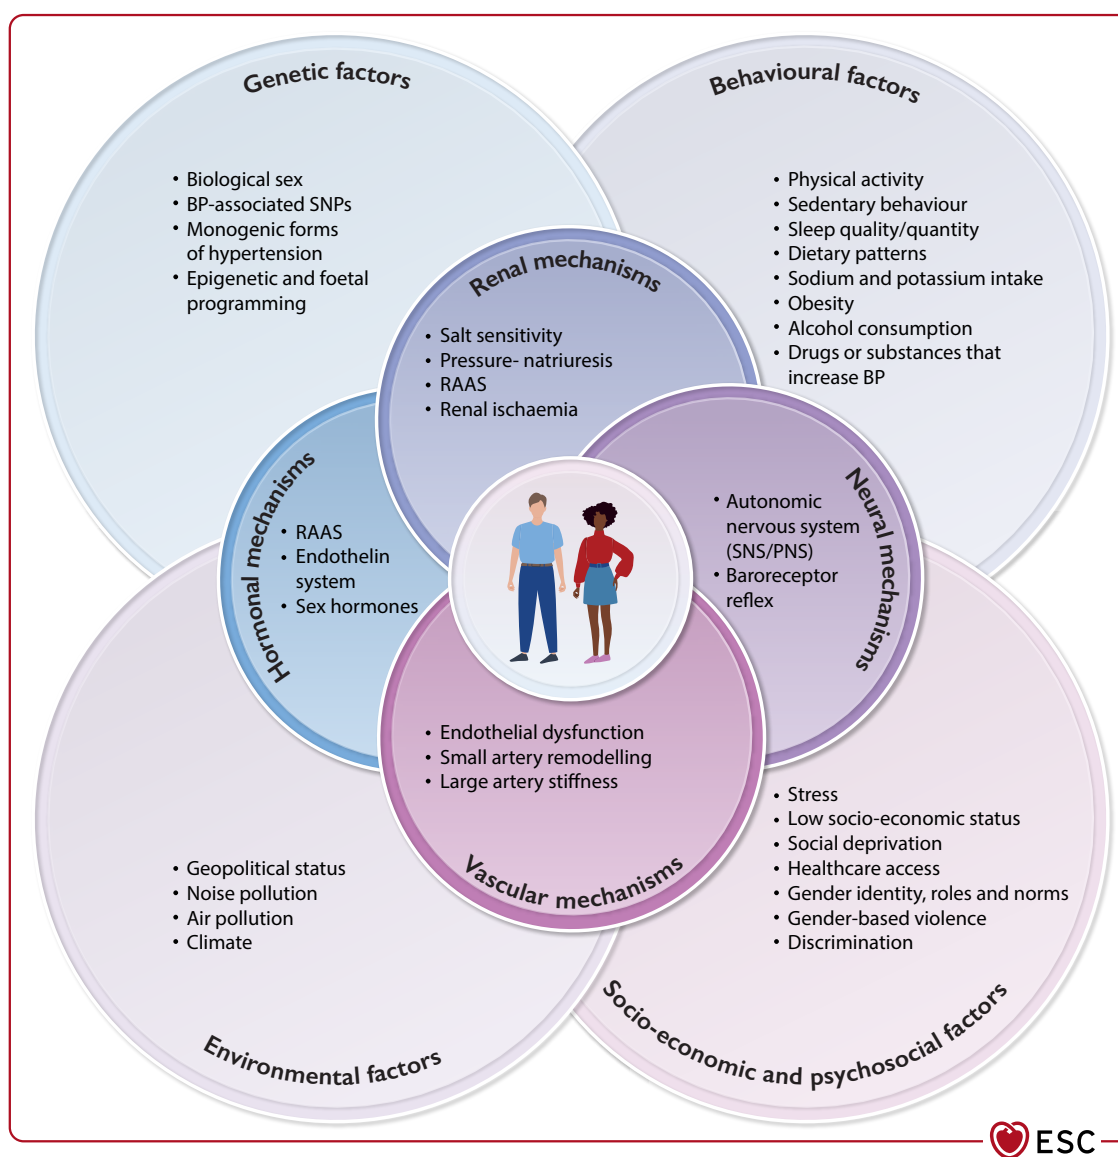 Genetic factors
• Biological sex
• BP-associated SNPs
• Monogenic forms
of hypertension
• Epigenetic and foetal
programming
Behavioural factors
• Physical activity
• Sedentary behaviour
• Sleep quality/quantity
• Dietary patterns
• Sodium and potassium intake
• Obesity
• Alcohol consumption
• Drugs or substances that
increase BP
Renal mechanisms
• Salt sensitivity
• Pressure- natriuresis
• RAAS
• Renal ischaemia
Hormonal mechanisms
• RAAS
• Endothelin
system
• Sex hormones
Neural mechanisms
• Autonomic
nervous system
(SNS/PNS)
• Baroreceptor
reflex
• Endothelial dysfunction
• Small artery remodelling
• Large artery stiffness
Vascular mechanisms
• Geopolitical status
• Noise pollution
• Air pollution
• Climate
Environmental factors
• Stress
• Low socio-economic status
• Social deprivation
• Healthcare access
• Gender identity, roles and norms
• Gender-based violence
• Discrimination
Socio-economic and psychosocial factors
ESC